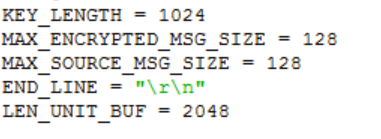 KEY_LENGTH = 1024
MAX_ENCRYPTED_MSG_SIZE = 128
MAX_SOURCE_MSG_SIZE = 128
END_LINE = "\r\n"
LEN_UNIT_BUF = 2048